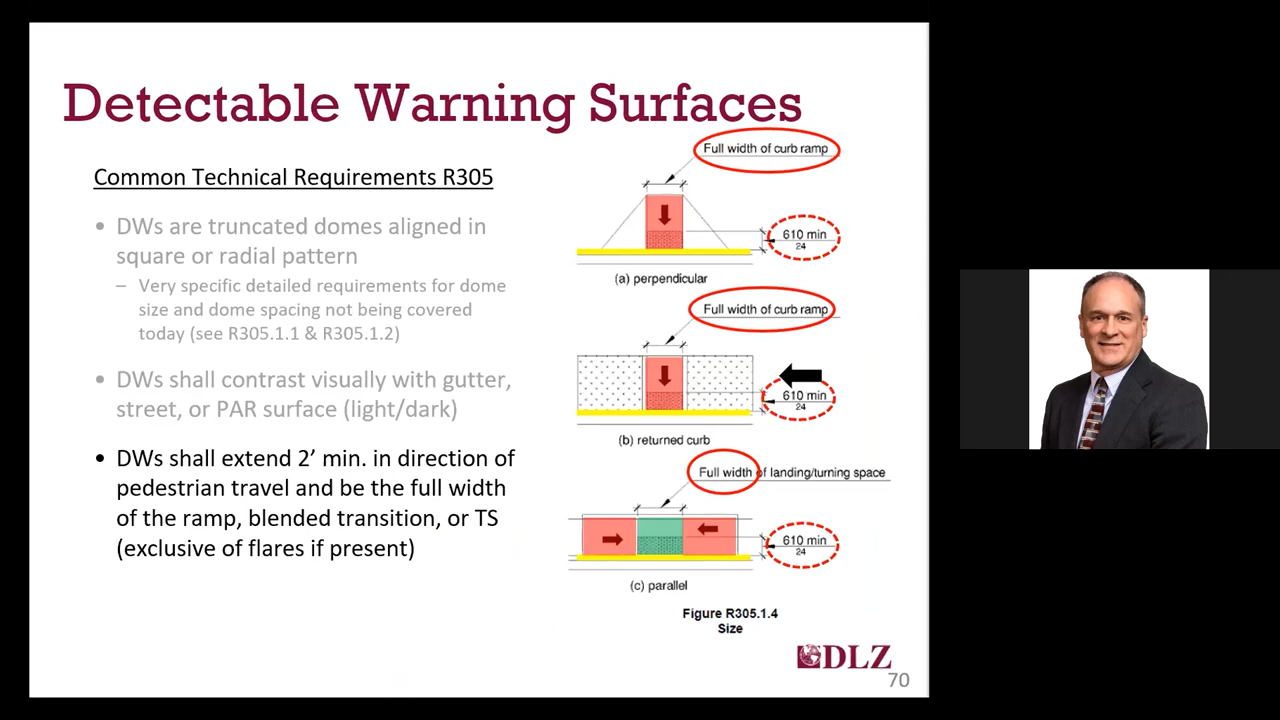 Detectable Warning Surfaces
Common Technical Requirements R305
• DWs are truncated domes aligned in
square or radial pattern
– Very specific detailed requirements for dome
size and dome spacing not being covered
today (see R305.1.1 & R305.1.2)
• DWs shall contrast visually with gutter,
street, or PAR surface (light/dark)
• DWs shall extend 2’ min. in direction of
pedestrian travel and be the full width
of the ramp, blended transition, or TS
(exclusive of flares if present)
Full width of curb ramp
610 min
24
(a) perpendicular
Full width of curb ramp
610 min
24
(b) returned curb
Full width of landing/turning space
610 min
24
(c) parallel
Figure R305.1.4
Size
DLZ
70